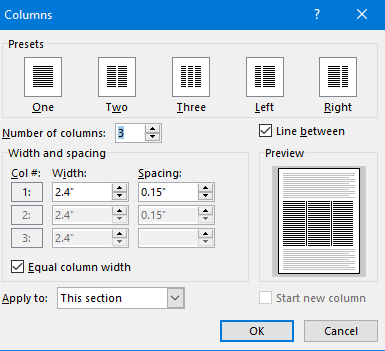 Columns
?
Presets
One Two Three Left Right
Number of columns: 3
Line between
Width and spacing
Col #: Width: Spacing:
1: 2.4" 0.15"
2: 2.4" 0.15"
3: 2.4"
Equal column width
Preview
Apply to: This section
Start new column
OK Cancel